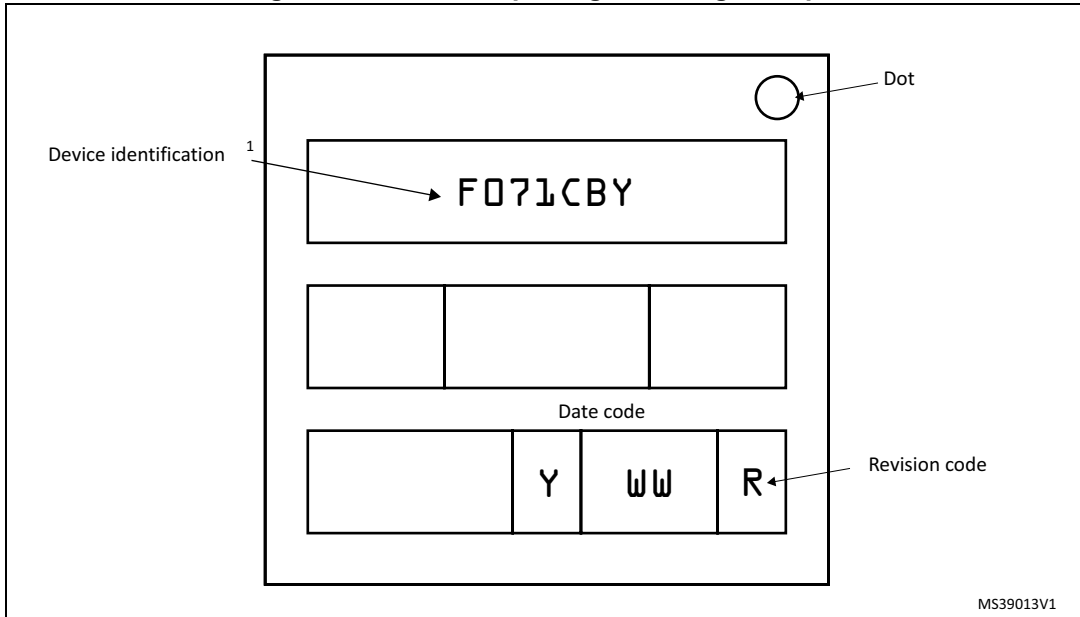 Dot
Device identification 1
F071CBY
Date code
Y WW R
Revision code
MS39013V1